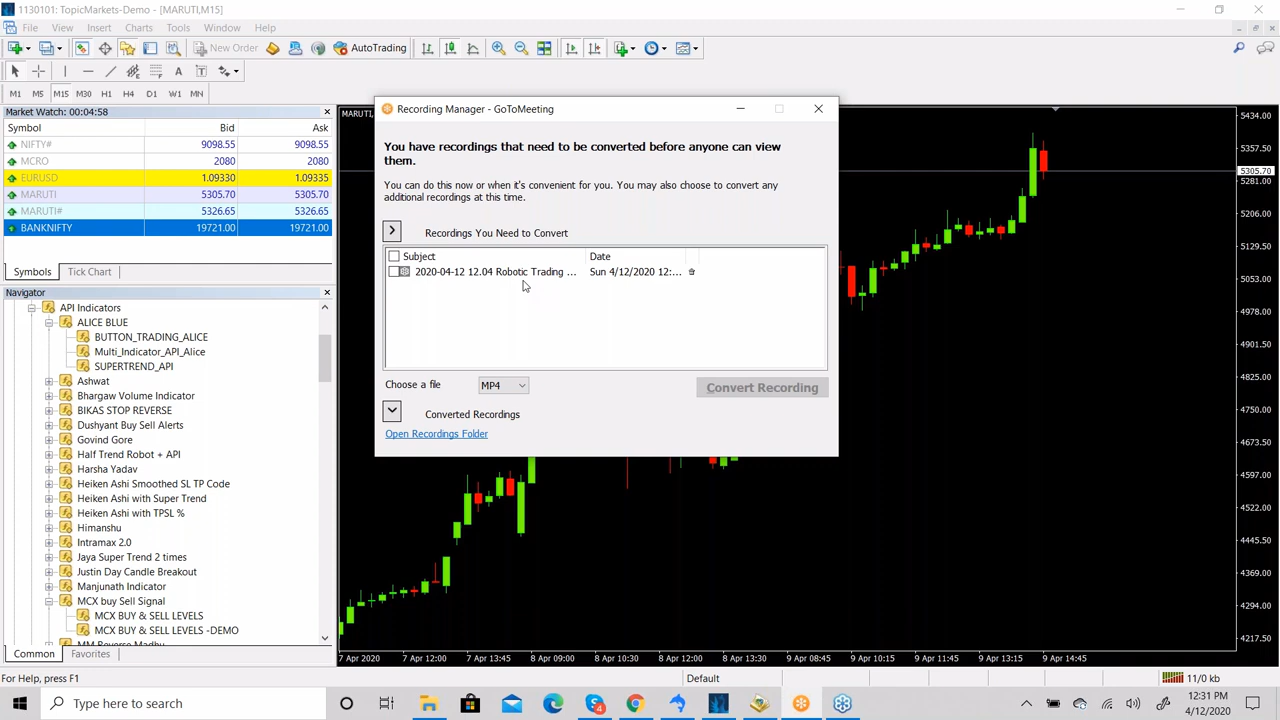 1130101: TopicMarkets-Demo - [MARUTI,M15]
File View Insert Charts Tools Window Help
New Order AutoTrading
M1 M5 M15 M30 H1 H4 D1 W1 MN
Market Watch: 00:04:58
Symbol Bid Ask
NIFTY# 9098.55 9098.55
MCRO 2080 2080
EURUSD 1.09330 1.09335
MARUTI 5305.70 5305.70
MARUTI# 5326.65 5326.65
BANKNIFTY 19721.00 19721.00
Symbols Tick Chart
Navigator
API Indicators
ALICE BLUE
BUTTON_TRADING_ALICE
Multi_Indicator_API_Alice
SUPERTREND_API
Ashwat
Bhargaw Volume Indicator
BIKAS STOP REVERSE
Dushyant Buy Sell Alerts
Govind Gore
Half Trend Robot + API
Harsha Yadav
Heiken Ashi Smoothed SL TP Code
Heiken Ashi with Super Trend
Heiken Ashi with TPSL %
Himanshu
Intramax 2.0
Jaya Super Trend 2 times
Justin Day Candle Breakout
Manjunath Indicator
MCX buy Sell Signal
MCX BUY & SELL LEVELS
MCX BUY & SELL LEVELS -DEMO
MM Reverse Madhu
Common Favorites
MARUTI,
Recording Manager - GoToMeeting
You have recordings that need to be converted before anyone can view
them.
You can do this now or when it's convenient for you. You may also choose to convert any
additional recordings at this time.
Recordings You Need to Convert
Subject Date
2020-04-12 12.04 Robotic Trading ... Sun 4/12/2020 12:...
Choose a file MP4 Convert Recording
Converted Recordings
Open Recordings Folder
5434.00
5357.50
5305.70
5281.00
5206.00
5129.50
5053.00
4978.00
4901.50
4825.00
4750.00
4673.50
4597.00
4522.00
4445.50
4369.00
4294.00
4217.50
7 Apr 2020 7 Apr 12:00 7 Apr 13:45 8 Apr 09:00 8 Apr 10:30 8 Apr 12:00 8 Apr 13:30 9 Apr 08:45 9 Apr 10:15 9 Apr 11:45 9 Apr 13:15 9 Apr 14:45
For Help, press F1 Default 11/0 kb
Type here to search
12:31 PM
4/12/2020